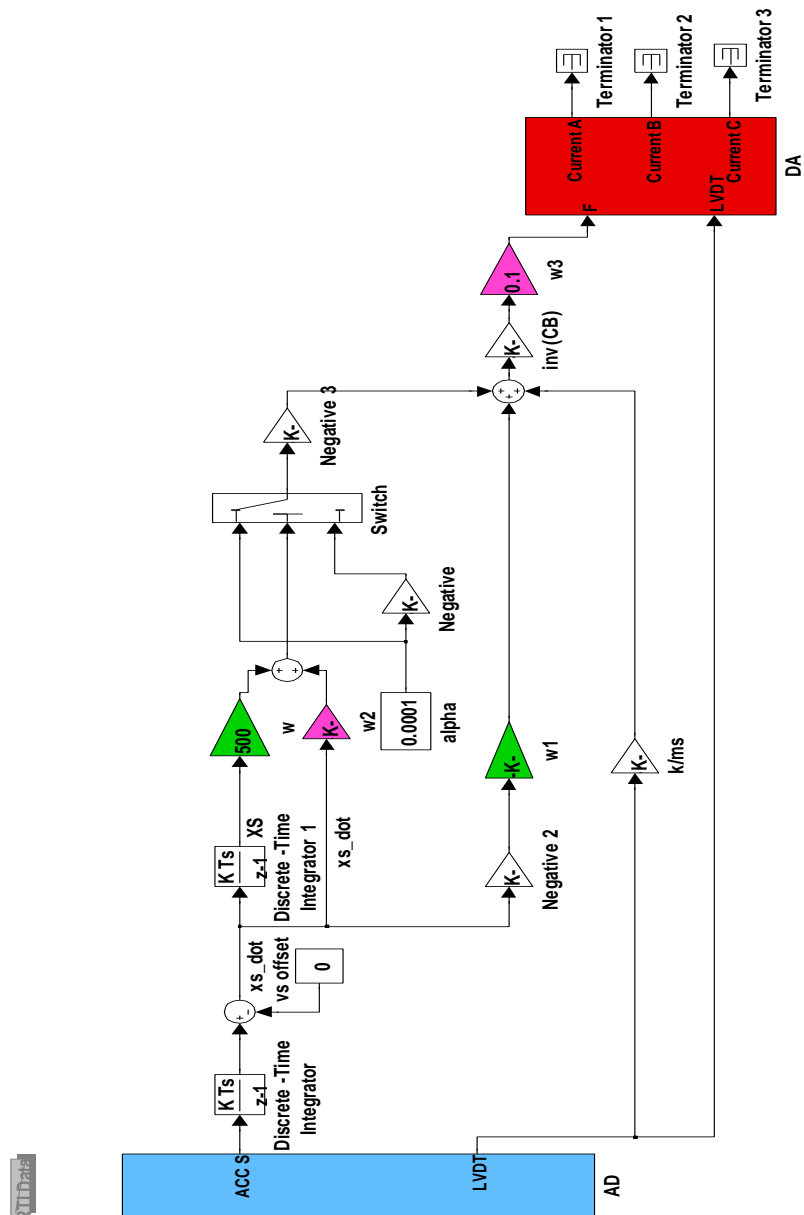 RTI Data
AD
ACC S
LVDT
K Ts
z-1
Discrete -Time
Integrator
+
-
xs_dot
vs offset
0
K Ts
z-1
Discrete -Time
Integrator 1
XS
xs_dot
500
w
K-
w2
0.0001
alpha
+
+
K-
Negative
Switch
K-
Negative 3
K-
Negative 2
-K-
w1
K-
k/ms
+
+
+
K-
inv(CB)
0.1
w3
F
LVDT
Current A
Current B
Current C
DA
Terminator 1
Terminator 2
Terminator 3